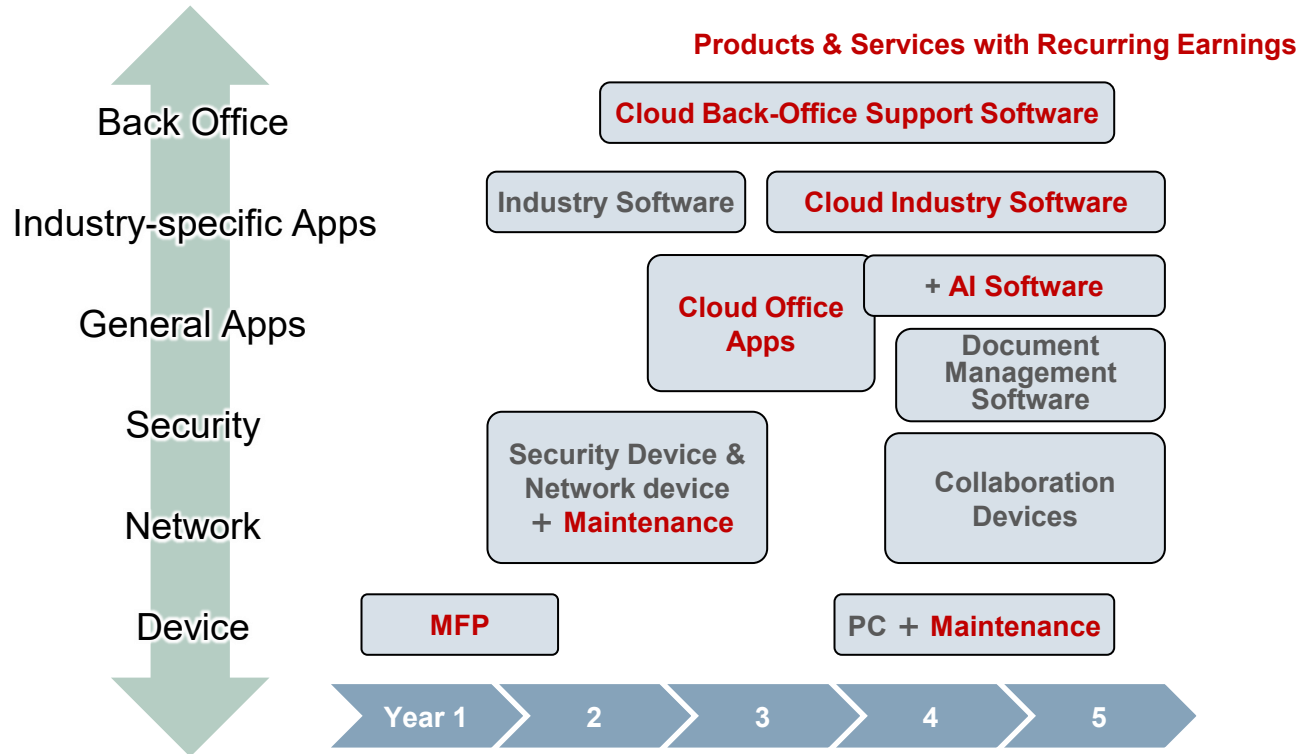 Products & Services with Recurring Earnings
Back Office
Cloud Back-Office Support Software
Industry-specific Apps
Industry Software
Cloud Industry Software
General Apps
Cloud Office
Apps
+ AI Software
Document
Management
Software
Security
Network
Security Device &
Network device
+ Maintenance
Collaboration
Devices
Device
MFP
PC + Maintenance
Year 1
2
3
4
5